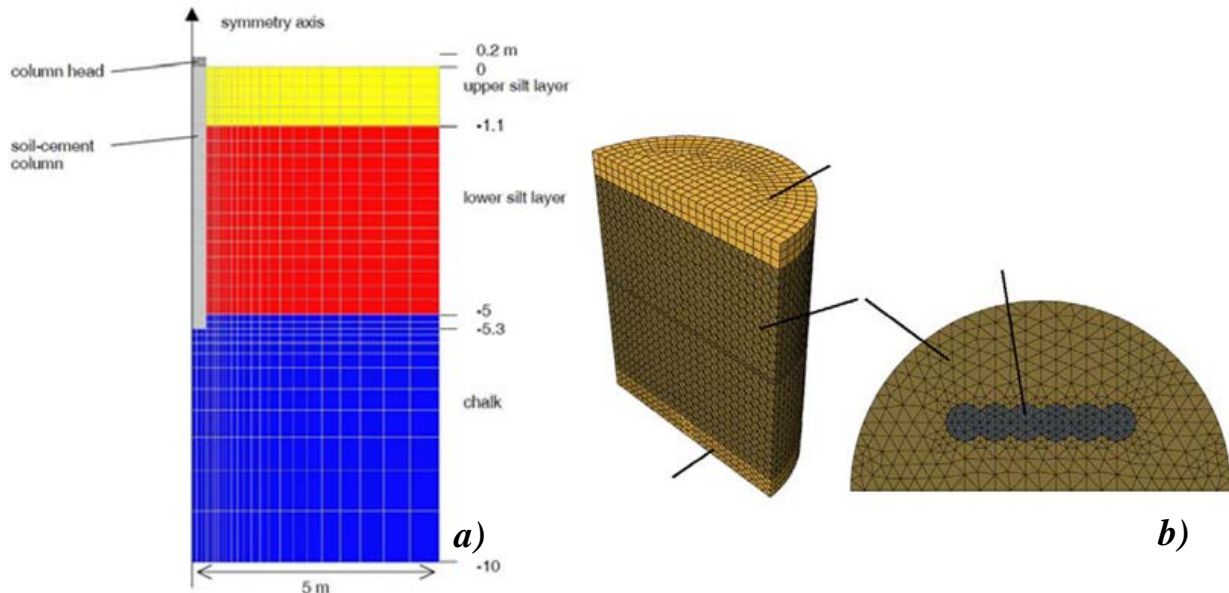 symmetry axis
0.2 m
column head
0
upper silt layer
-1.1
soil-cement
column
lower silt layer
-5
-5.3
chalk
a)
-10
5 m
b)